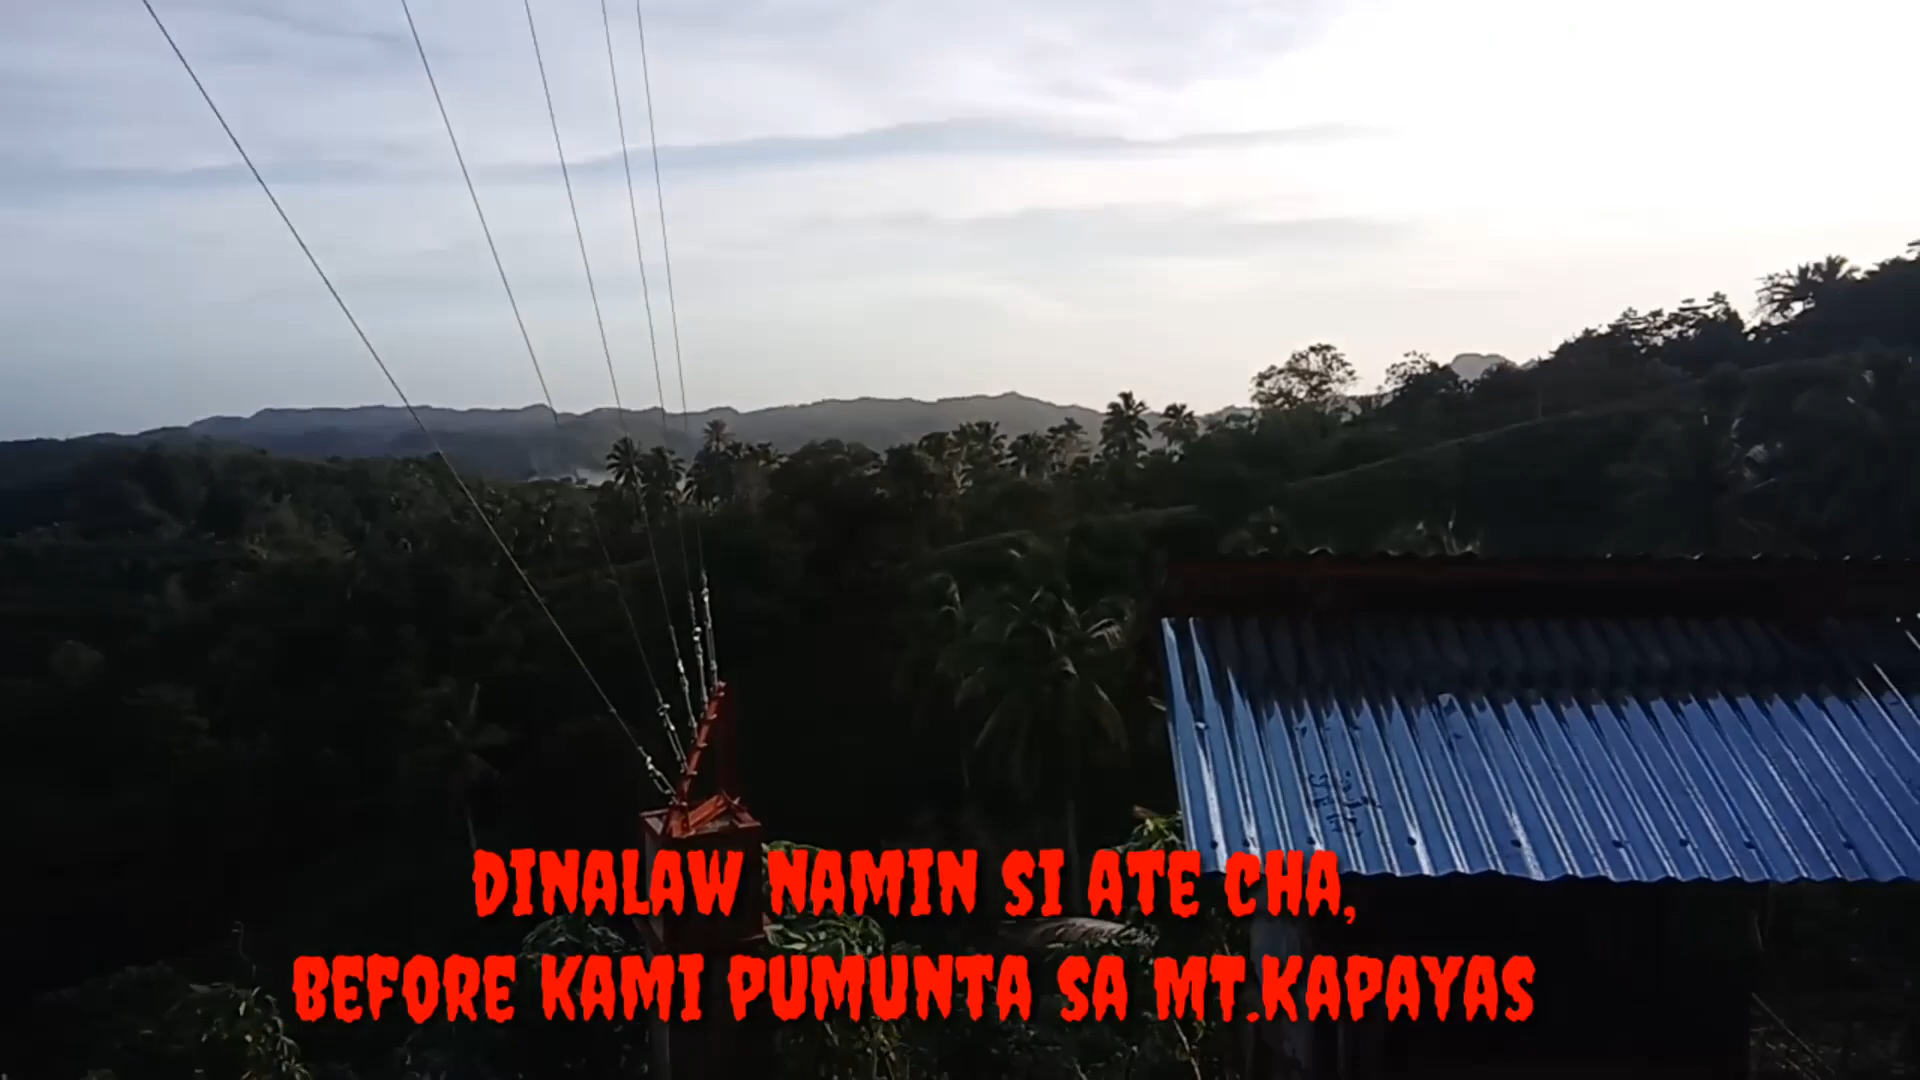 DINALAW NAMIN SI ATE CHA,
BEFORE KAMI PUMUNTA SA MT.KAPAYAS